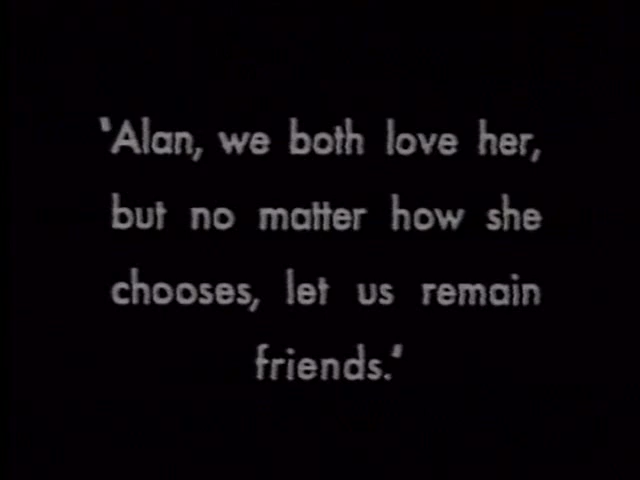 'Alan, we both love her,
but no matter how she
chooses, let us remain
friends.'